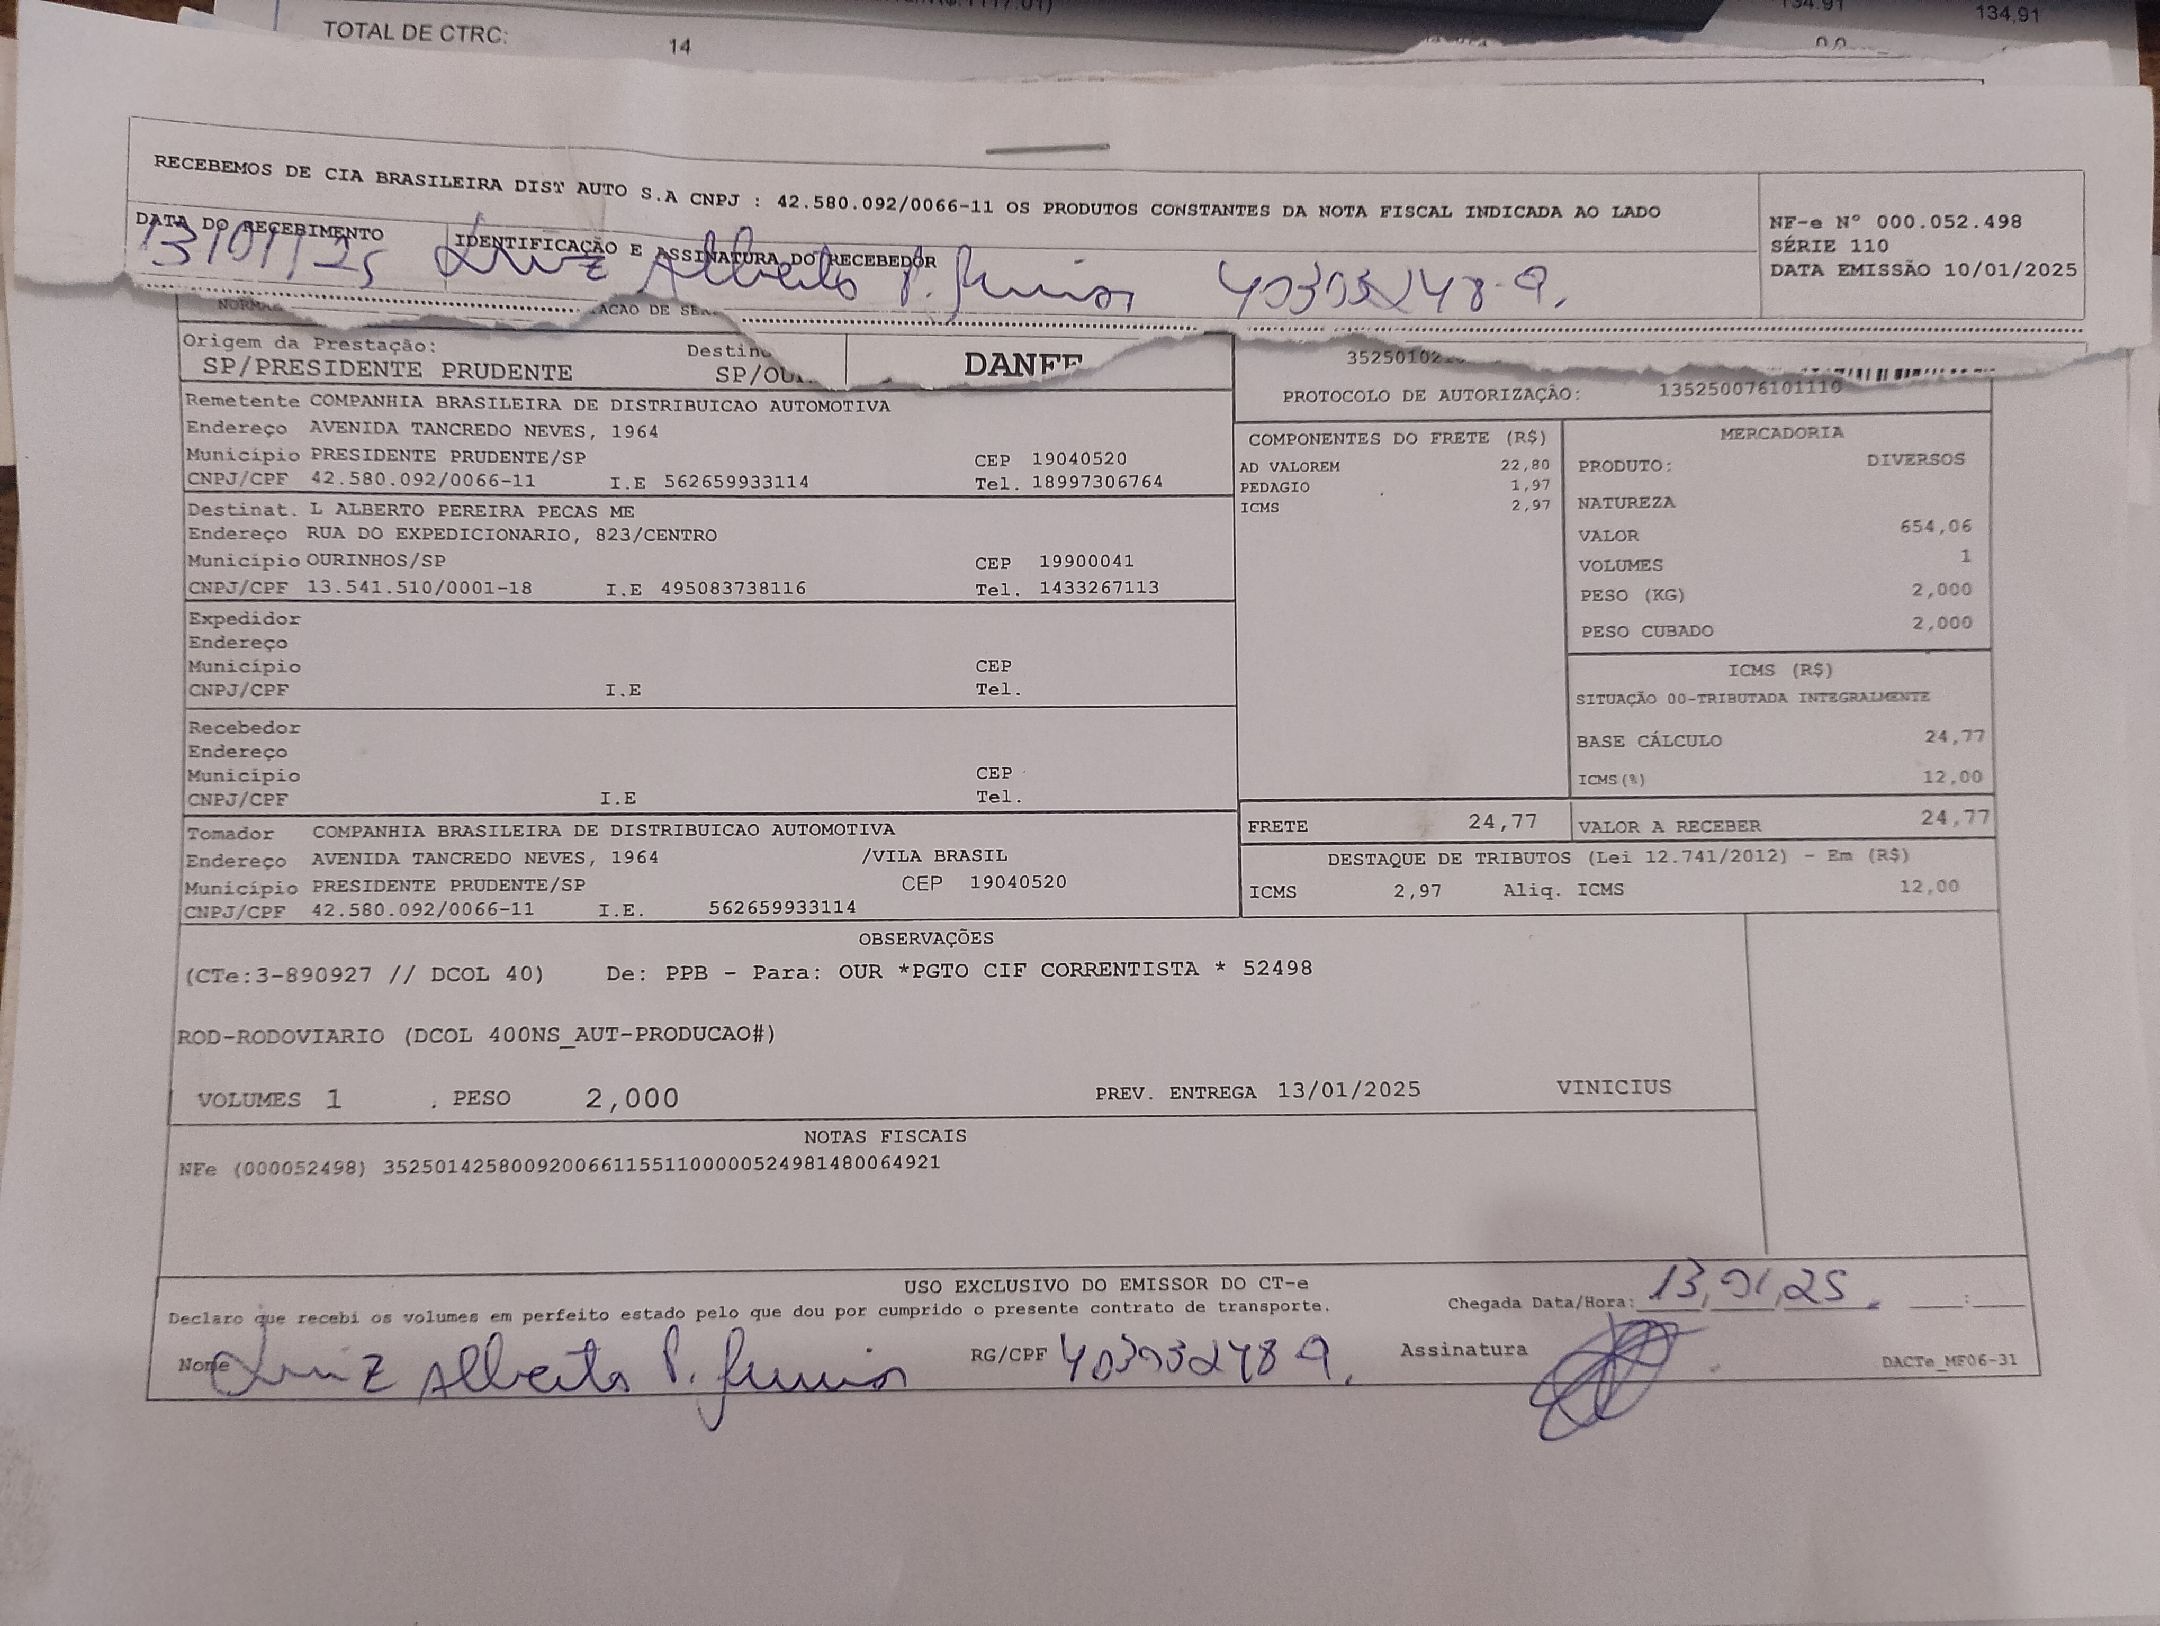 TOTAL DE CTRC: 14
134,91 134,91
RECEBEMOS DE CIA BRASILEIRA DIST AUTO S.A CNPJ : 42.580.092/0066-11 OS PRODUTOS CONSTANTES DA NOTA FISCAL INDICADA AO LADO
NF-e Nº 000.052.498
SÉRIE 110
DATA EMISSÃO 10/01/2025
DATA DO RECEBIMENTO IDENTIFICAÇÃO E ASSINATURA DO RECEBEDOR
13/01/25 Luiz Alberto P. Junior
Origem da Prestação:
SP/PRESIDENTE PRUDENTE
DANFE
PROTOCOLO DE AUTORIZAÇÃO: 135250076101110
Remetente COMPANHIA BRASILEIRA DE DISTRIBUICAO AUTOMOTIVA
Endereço AVENIDA TANCREDO NEVES, 1964
Município PRESIDENTE PRUDENTE/SP CEP 19040520
CNPJ/CPF 42.580.092/0066-11 I.E 562659933114 Tel. 18997306764
Destinat. L ALBERTO PEREIRA PECAS ME
Endereço RUA DO EXPEDICIONARIO, 823/CENTRO
Município OURINHOS/SP CEP 19900041
CNPJ/CPF 13.541.510/0001-18 I.E 495083738116 Tel. 1433267113
Expedidor
Endereço
Município CEP
CNPJ/CPF I.E Tel.
Recebedor
Endereço
Município CEP
CNPJ/CPF I.E Tel.
Tomador COMPANHIA BRASILEIRA DE DISTRIBUICAO AUTOMOTIVA
Endereço AVENIDA TANCREDO NEVES, 1964 /VILA BRASIL
Município PRESIDENTE PRUDENTE/SP CEP 19040520
CNPJ/CPF 42.580.092/0066-11 I.E. 562659933114
COMPONENTES DO FRETE (R$)
AD VALOREM 22,80
PEDAGIO 1,97
ICMS 2,97
MERCADORIA
PRODUTO: DIVERSOS
NATUREZA
VALOR 654,06
VOLUMES 1
PESO (KG) 2,000
PESO CUBADO 2,000
ICMS (R$)
SITUAÇÃO 00-TRIBUTADA INTEGRALMENTE
BASE CÁLCULO 24,77
ICMS(%) 12,00
FRETE 24,77 VALOR A RECEBER 24,77
DESTAQUE DE TRIBUTOS (Lei 12.741/2012) - Em (R$)
ICMS 2,97 Aliq. ICMS 12,00
OBSERVAÇÕES
(CTe:3-890927 // DCOL 40) De: PPB - Para: OUR *PGTO CIF CORRENTISTA * 52498
ROD-RODOVIARIO (DCOL 400NS_AUT-PRODUCAO#)
VOLUMES 1 . PESO 2,000 PREV. ENTREGA 13/01/2025 VINICIUS
NOTAS FISCAIS
NFe (000052498) 35250142580092006611551100000524981480064921
USO EXCLUSIVO DO EMISSOR DO CT-e
Declaro que recebi os volumes em perfeito estado pelo que dou por cumprido o presente contrato de transporte.
Chegada Data/Hora: 13,01,25 :
Nome Luiz Alberto P. Junior RG/CPF Assinatura
DACTe_MF06-31